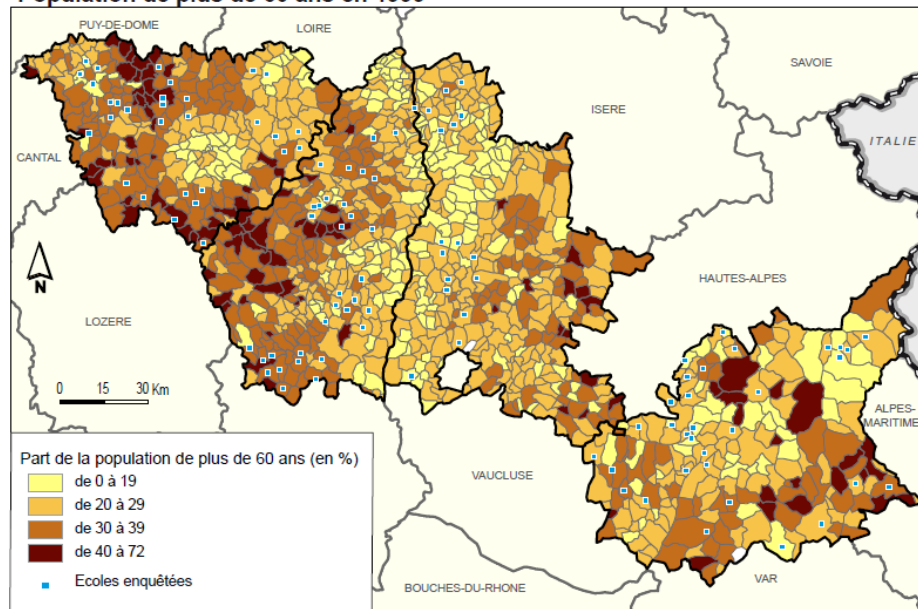 PUY-DE-DOME
LOIRE
SAVOIE
ISERE
ITALIE
CANTAL
HAUTES-ALPES
N
LOZERE
0 15 30 Km
ALPES-
MARITIME
Part de la population de plus de 60 ans (en %)
de 0 à 19
de 20 à 29
de 30 à 39
de 40 à 72
Ecoles enquêtées
VAUCLUSE
BOUCHES-DU-RHONE
VAR